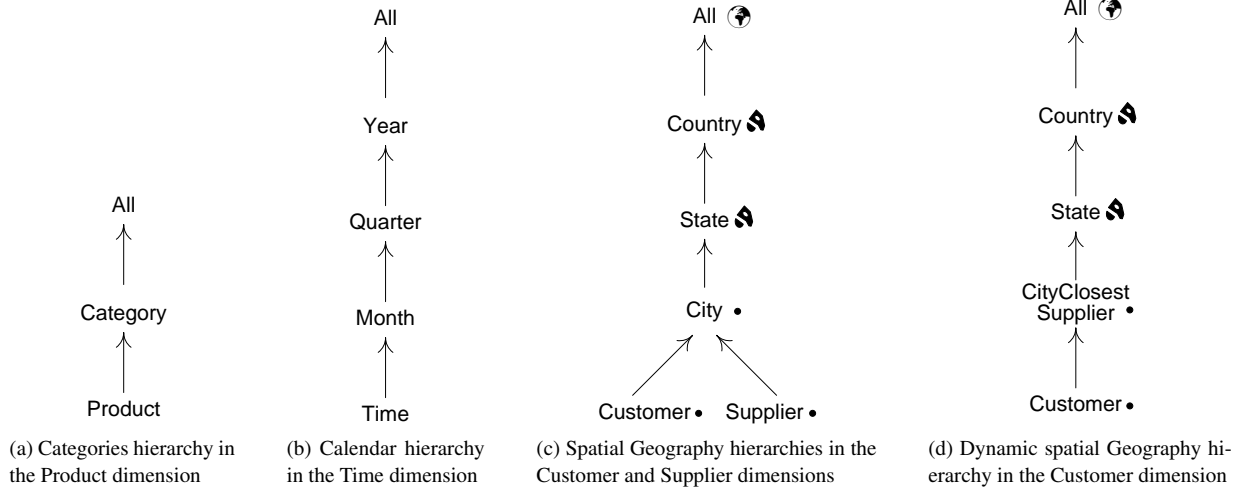 All
Category
Product
(a) Categories hierarchy in
the Product dimension
All
Year
Quarter
Month
Time
(b) Calendar hierarchy
in the Time dimension
All
Country
State
City
Customer Supplier
(c) Spatial Geography hierarchies in the
Customer and Supplier dimensions
All
Country
State
CityClosest
Supplier
Customer
(d) Dynamic spatial Geography hi-
erarchy in the Customer dimension